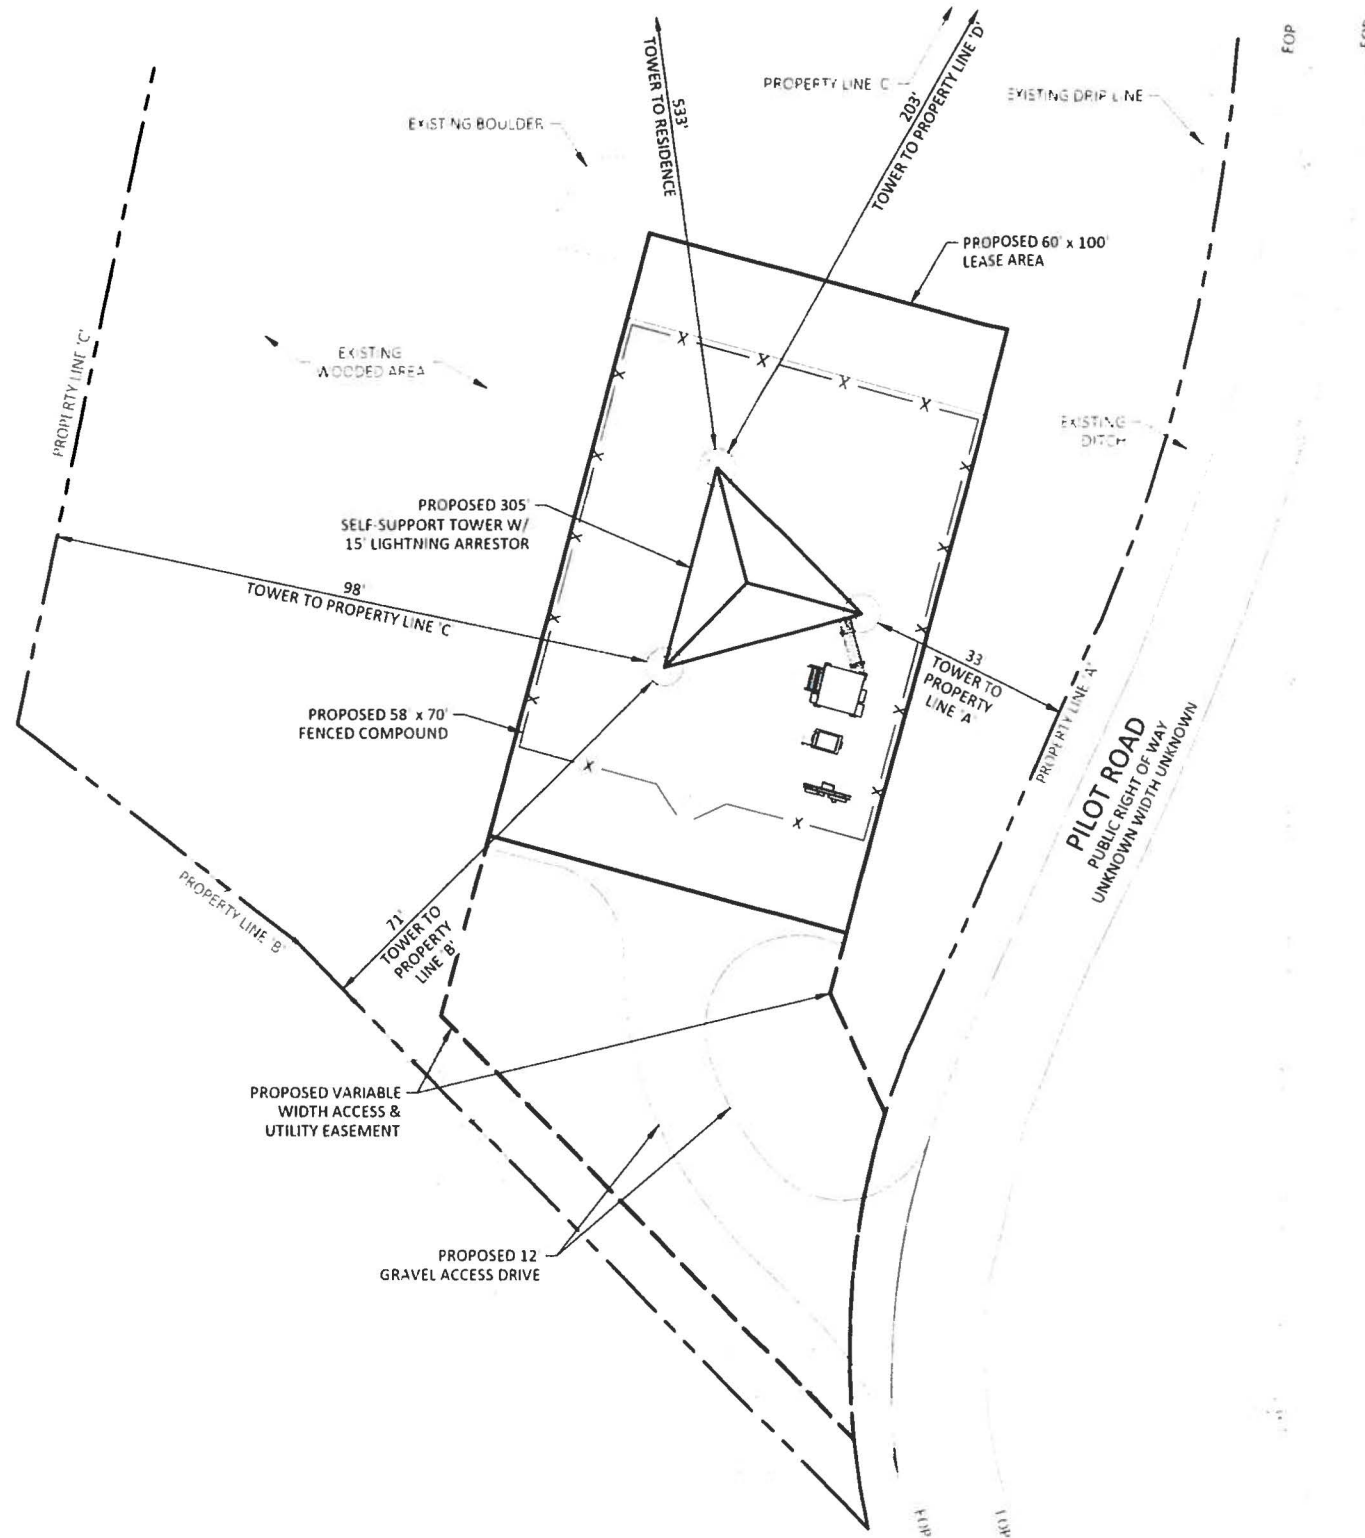 EOP
533'
TOWER TO RESIDENCE
PROPERTY LINE C
203'
TOWER TO PROPERTY LINE 'D'
EXISTING DRIP LINE
EXISTING BOULDER
PROPOSED 60' x 100'
LEASE AREA
EXISTING
WOODED AREA
PROPERTY LINE 'C'
EXISTING
DITCH
PROPOSED 305'
SELF-SUPPORT TOWER W/
15' LIGHTNING ARRESTOR
98'
TOWER TO PROPERTY LINE 'C
33
TOWER TO
PROPERTY
LINE 'A'
PROPERTY LINE 'A'
PROPOSED 58' x 70'
FENCED COMPOUND
PILOT ROAD
PUBLIC RIGHT OF WAY
UNKNOWN WIDTH UNKNOWN
PROPERTY LINE 'B'
71'
TOWER TO
PROPERTY
LINE 'B'
PROPOSED VARIABLE
WIDTH ACCESS &
UTILITY EASEMENT
PROPOSED 12'
GRAVEL ACCESS DRIVE
EOP